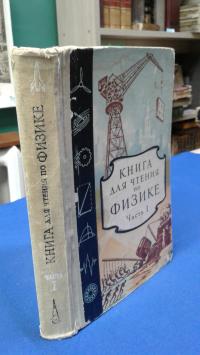 КНИГА
ДЛЯ ЧТЕНИЯ
ПО
ФИЗИКЕ
Часть I
КНИГА ДЛЯ ЧТЕНИЯ ПО ФИЗИКЕ
ЧАСТЬ
I